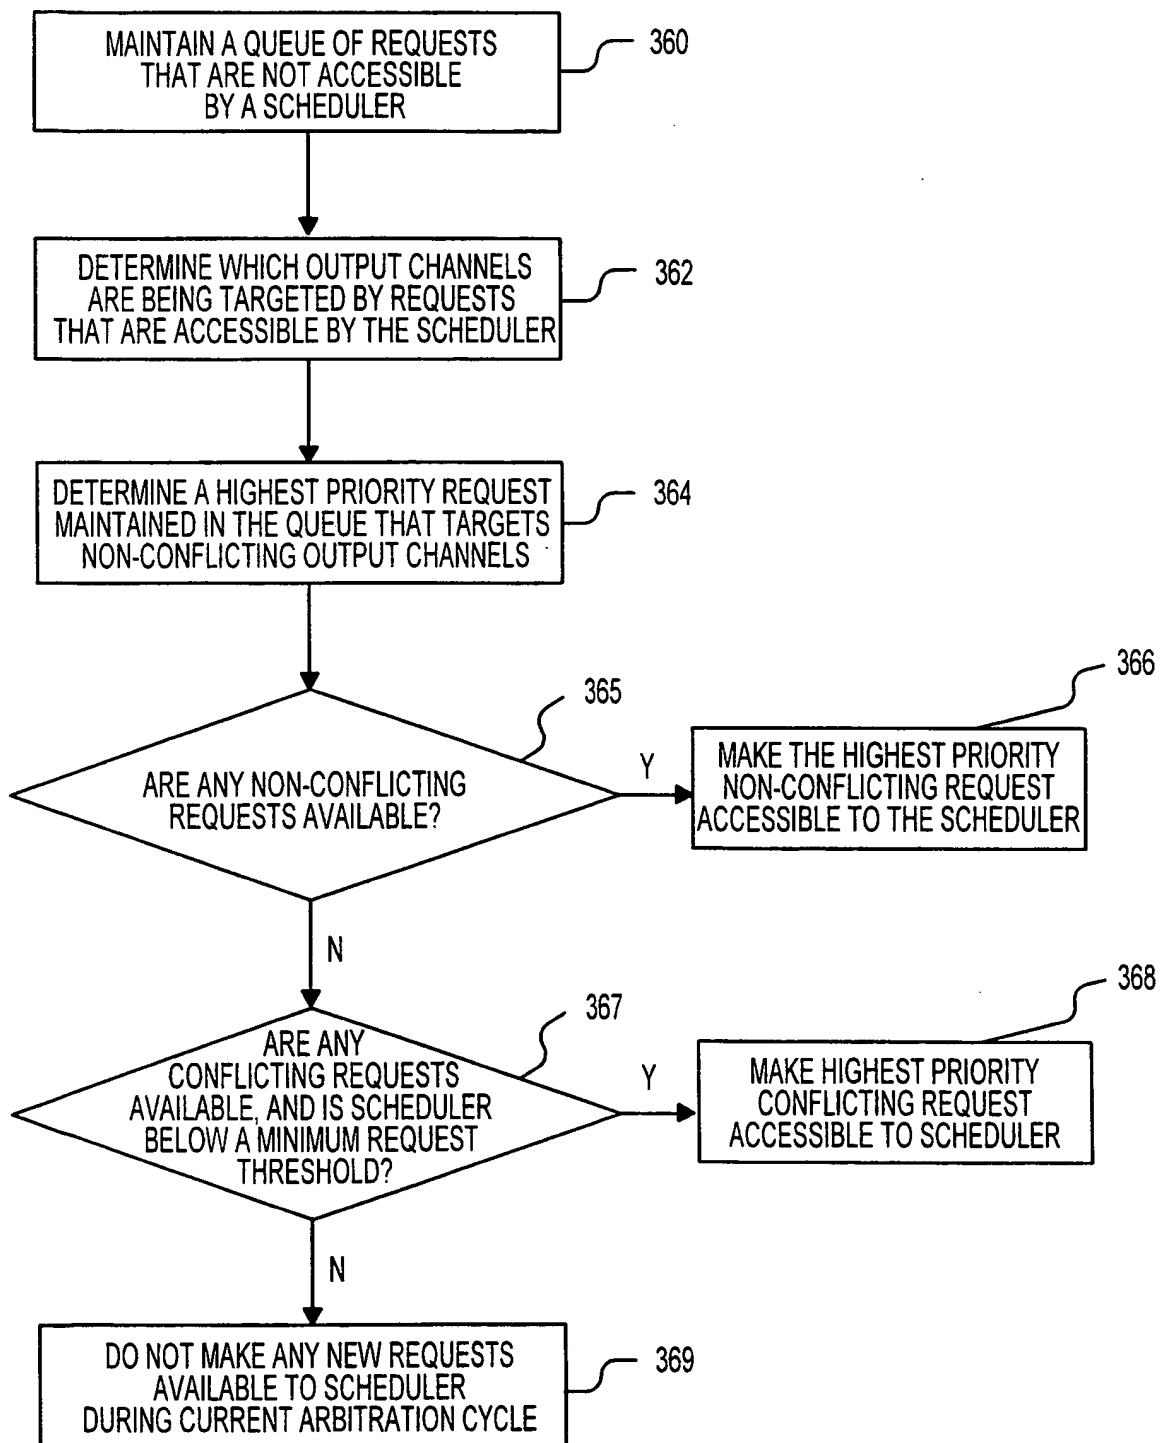 MAINTAIN A QUEUE OF REQUESTS
THAT ARE NOT ACCESSIBLE
BY A SCHEDULER
360
DETERMINE WHICH OUTPUT CHANNELS
ARE BEING TARGETED BY REQUESTS
THAT ARE ACCESSIBLE BY THE SCHEDULER
362
DETERMINE A HIGHEST PRIORITY REQUEST
MAINTAINED IN THE QUEUE THAT TARGETS
NON-CONFLICTING OUTPUT CHANNELS
364
365
ARE ANY NON-CONFLICTING
REQUESTS AVAILABLE?
Y
366
MAKE THE HIGHEST PRIORITY
NON-CONFLICTING REQUEST
ACCESSIBLE TO THE SCHEDULER
N
367
ARE ANY
CONFLICTING REQUESTS
AVAILABLE, AND IS SCHEDULER
BELOW A MINIMUM REQUEST
THRESHOLD?
Y
368
MAKE HIGHEST PRIORITY
CONFLICTING REQUEST
ACCESSIBLE TO SCHEDULER
N
DO NOT MAKE ANY NEW REQUESTS
AVAILABLE TO SCHEDULER
DURING CURRENT ARBITRATION CYCLE
369